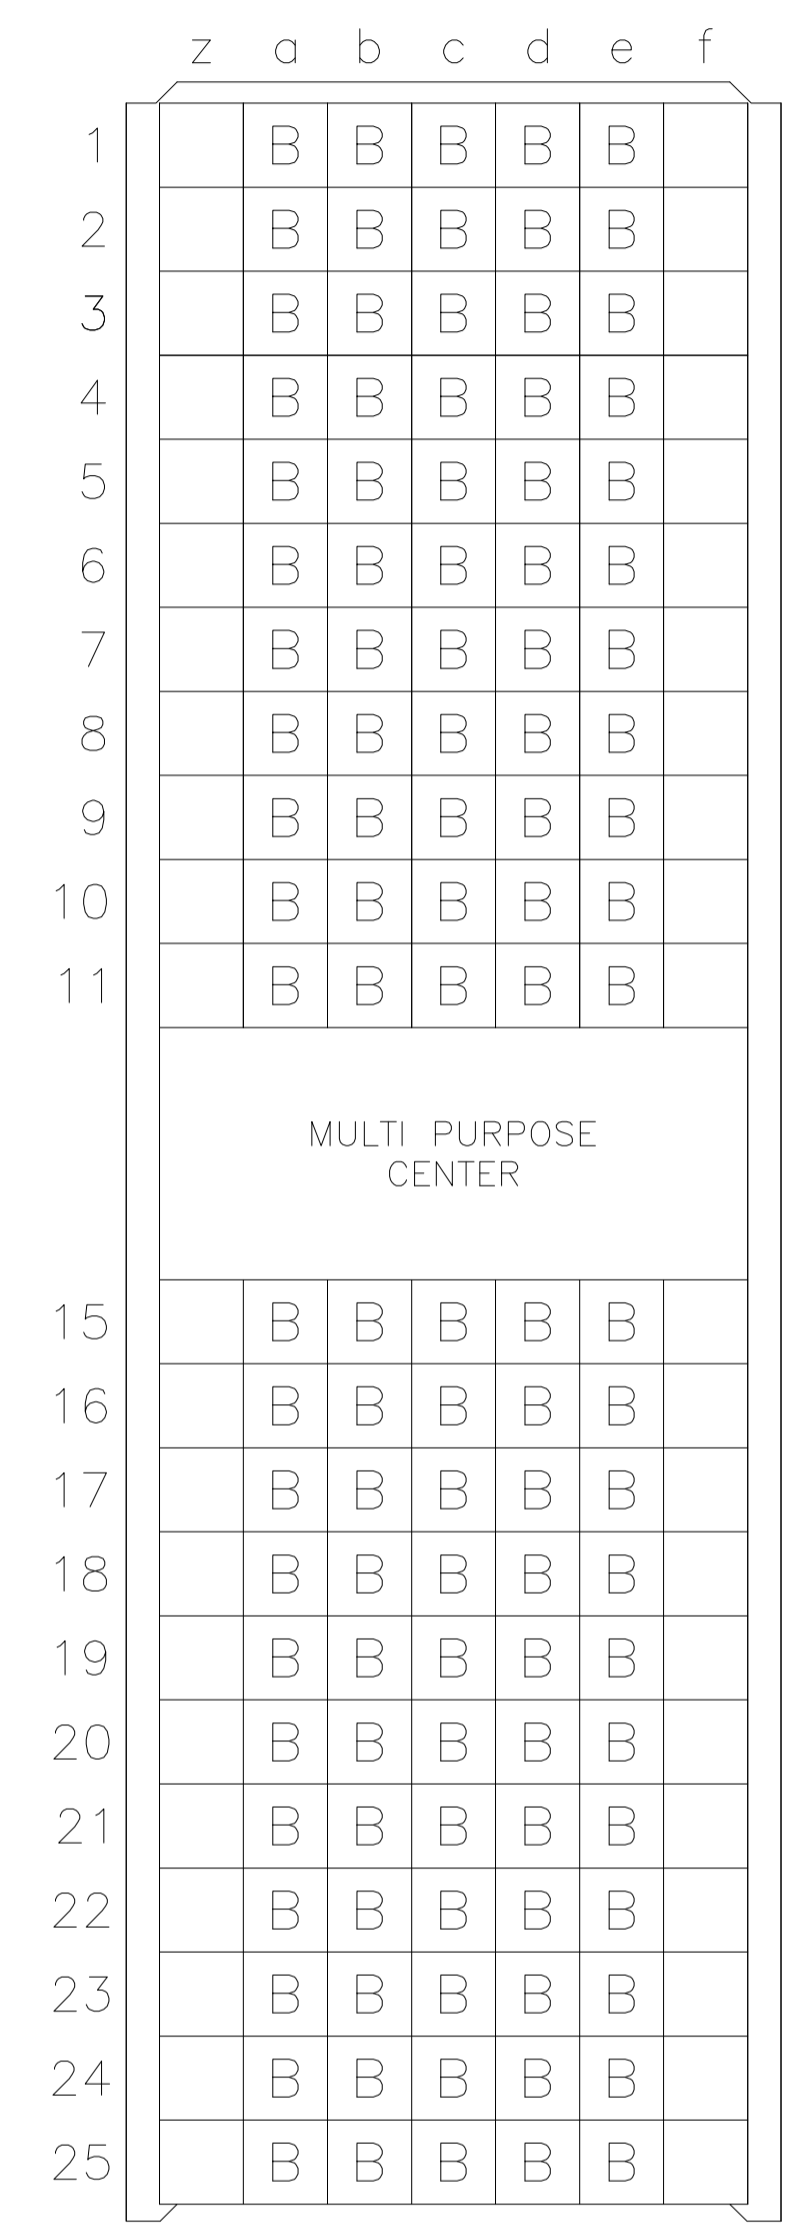 z a b c d e f
1 B B B B B
2 B B B B B
3 B B B B B
4 B B B B B
5 B B B B B
6 B B B B B
7 B B B B B
8 B B B B B
9 B B B B B
10 B B B B B
11 B B B B B
MULTI PURPOSE
CENTER
15 B B B B B
16 B B B B B
17 B B B B B
18 B B B B B
19 B B B B B
20 B B B B B
21 B B B B B
22 B B B B B
23 B B B B B
24 B B B B B
25 B B B B B